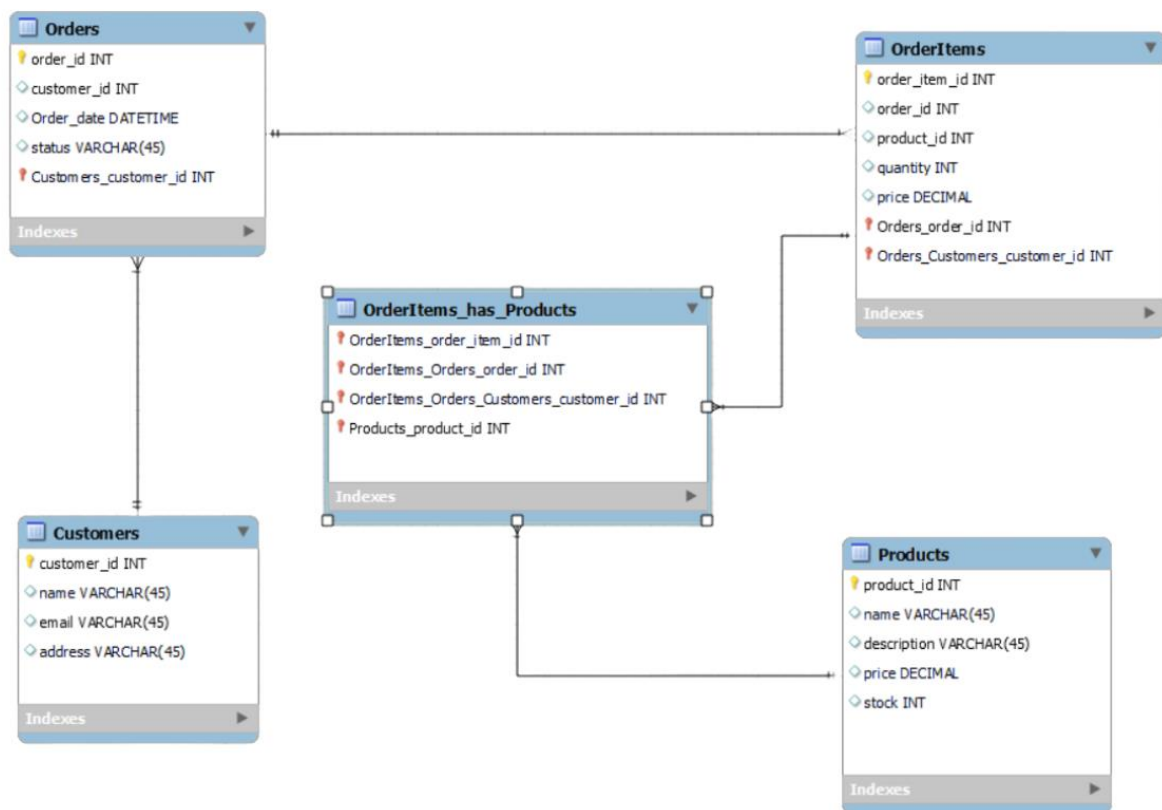 Orders
order_id INT
customer_id INT
Order_date DATETIME
status VARCHAR(45)
Customers_customer_id INT
Indexes
OrderItems
order_item_id INT
order_id INT
product_id INT
quantity INT
price DECIMAL
Orders_order_id INT
Orders_Customers_customer_id INT
Indexes
OrderItems_has_Products
OrderItems_order_item_id INT
OrderItems_Orders_order_id INT
OrderItems_Orders_Customers_customer_id INT
Products_product_id INT
Indexes
Customers
customer_id INT
name VARCHAR(45)
email VARCHAR(45)
address VARCHAR(45)
Indexes
Products
product_id INT
name VARCHAR(45)
description VARCHAR(45)
price DECIMAL
stock INT
Indexes